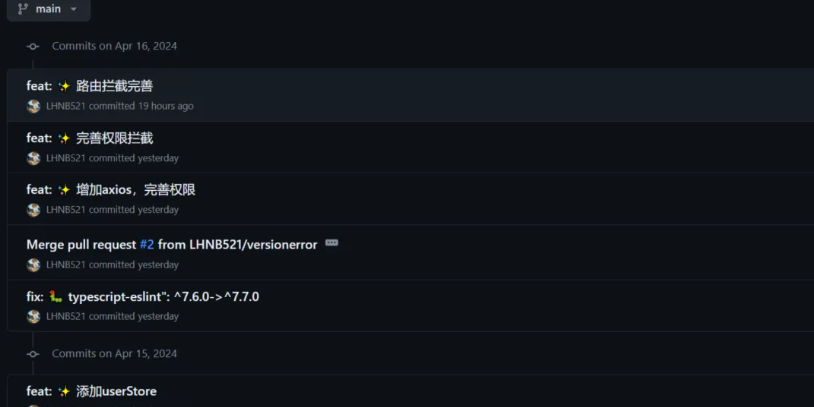 main
Commits on Apr 16, 2024
feat: ✨ 路由拦截完善
LHNB521 committed 19 hours ago
feat: ✨ 完善权限拦截
LHNB521 committed yesterday
feat: ✨ 增加axios，完善权限
LHNB521 committed yesterday
Merge pull request #2 from LHNB521/versionerror
LHNB521 committed yesterday
fix: 🐛 typescript-eslint": ^7.6.0->^7.7.0
LHNB521 committed yesterday
Commits on Apr 15, 2024
feat: ✨ 添加userStore